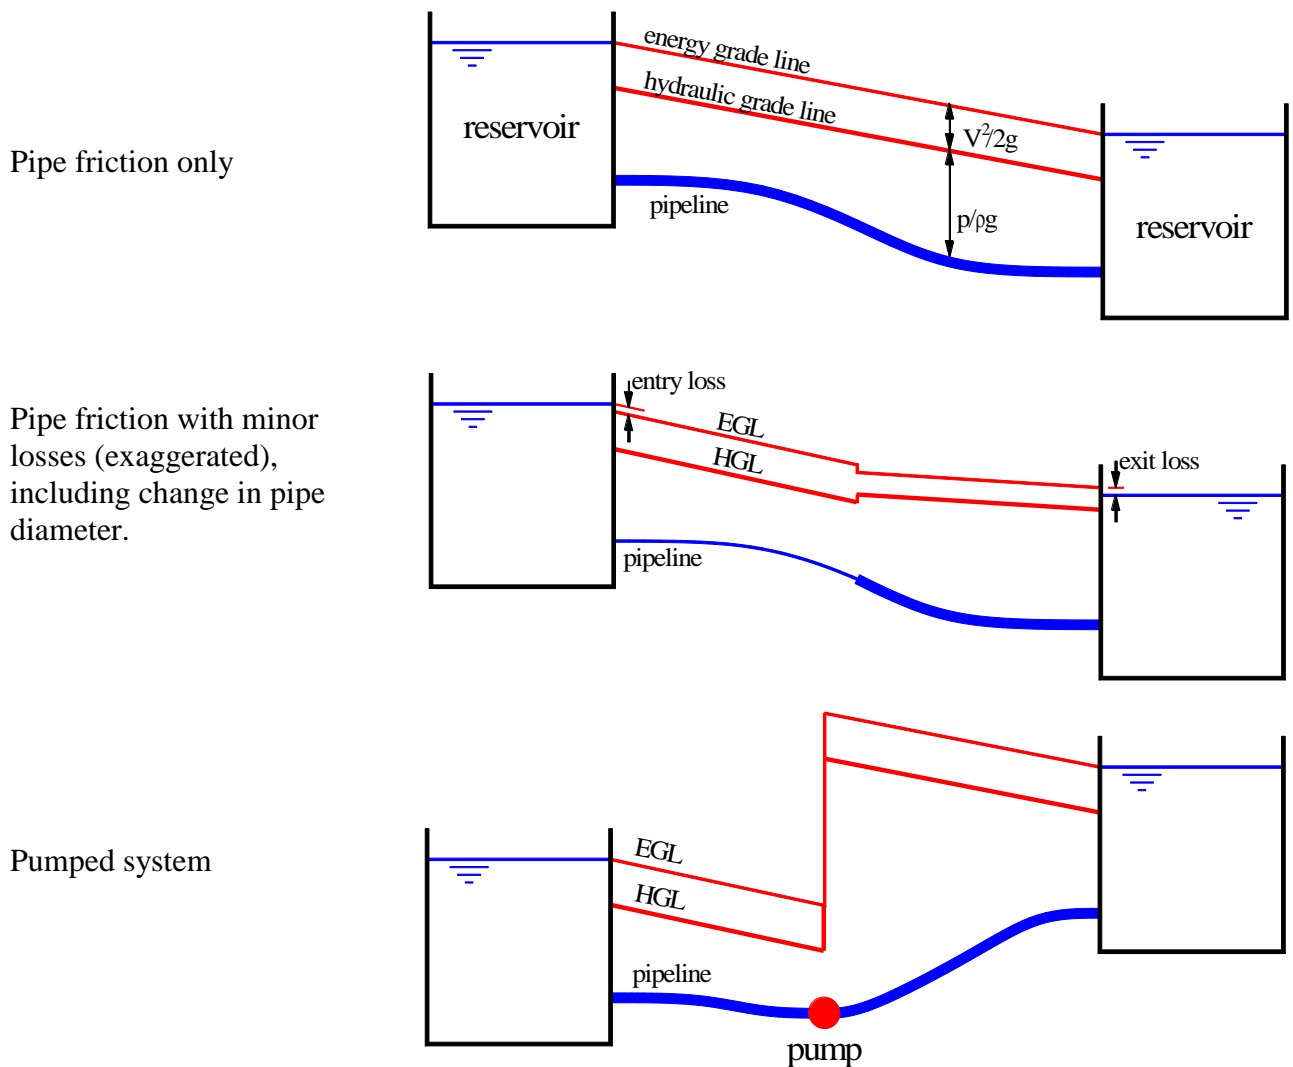 Pipe friction only
energy grade line
hydraulic grade line
reservoir
V²/2g
pipeline
p/ρg
reservoir
Pipe friction with minor
losses (exaggerated),
including change in pipe
diameter.
entry loss
EGL
HGL
exit loss
pipeline
Pumped system
EGL
HGL
pipeline
pump